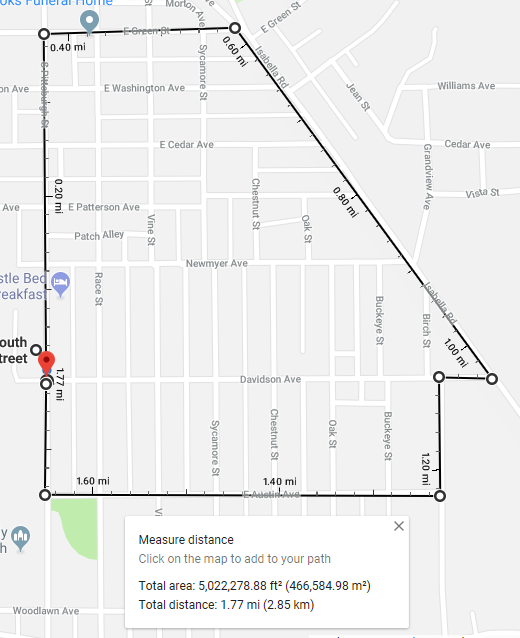 oks Funeral Home
Morton Ave
E Green St
E Green St
0.40 mi
0.60 mi
Isabella Rd
Sycamore St
S Pittsburgh St
on Ave
E Washington Ave
Jean St
Williams Ave
E Cedar Ave
Cedar Ave
Grandview Ave
Vista St
0.20 mi
0.80 mi
Chestnut St
Ave
E Patterson Ave
Vine St
Oak St
Patch Alley
Newmyer Ave
stle Bed
reakfast
Race St
Isabella Rd
Buckeye St
Birch St
1.00 mi
outh
treet
1.77 mi
Davidson Ave
Sycamore St
Chestnut St
Oak St
Buckeye St
1.20 mi
1.60 mi
1.40 mi
E Austin Ave
Vi
y
h
Measure distance
Click on the map to add to your path
Total area: 5,022,278.88 ft² (466,584.98 m²)
Total distance: 1.77 mi (2.85 km)
Woodlawn Ave